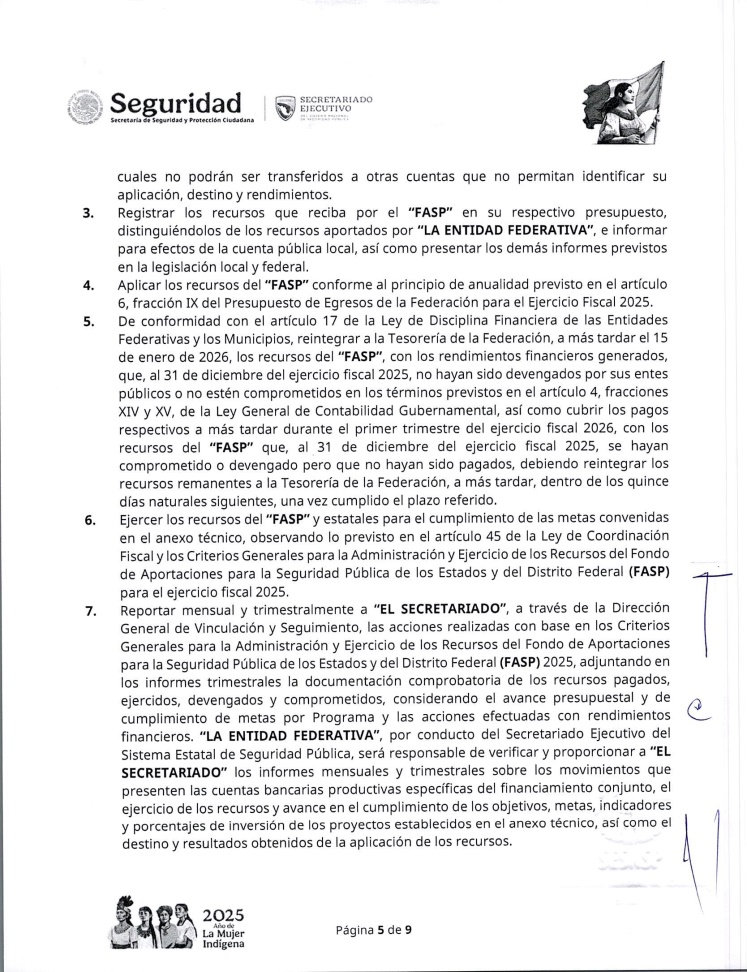 Seguridad
Secretaría de Seguridad y Protección Ciudadana
SECRETARIADO
EJECUTIVO
DEL SISTEMA NACIONAL
DE SEGURIDAD PÚBLICA
cuales no podrán ser transferidos a otras cuentas que no permitan identificar su
aplicación, destino y rendimientos.
3. Registrar los recursos que reciba por el “FASP” en su respectivo presupuesto,
distinguiéndolos de los recursos aportados por “LA ENTIDAD FEDERATIVA”, e informar
para efectos de la cuenta pública local, así como presentar los demás informes previstos
en la legislación local y federal.
4. Aplicar los recursos del “FASP” conforme al principio de anualidad previsto en el artículo
6, fracción IX del Presupuesto de Egresos de la Federación para el Ejercicio Fiscal 2025.
5. De conformidad con el artículo 17 de la Ley de Disciplina Financiera de las Entidades
Federativas y los Municipios, reintegrar a la Tesorería de la Federación, a más tardar el 15
de enero de 2026, los recursos del “FASP”, con los rendimientos financieros generados,
que, al 31 de diciembre del ejercicio fiscal 2025, no hayan sido devengados por sus entes
públicos o no estén comprometidos en los términos previstos en el artículo 4, fracciones
XIV y XV, de la Ley General de Contabilidad Gubernamental, así como cubrir los pagos
respectivos a más tardar durante el primer trimestre del ejercicio fiscal 2026, con los
recursos del “FASP” que, al 31 de diciembre del ejercicio fiscal 2025, se hayan
comprometido o devengado pero que no hayan sido pagados, debiendo reintegrar los
recursos remanentes a la Tesorería de la Federación, a más tardar, dentro de los quince
días naturales siguientes, una vez cumplido el plazo referido.
6. Ejercer los recursos del “FASP” y estatales para el cumplimiento de las metas convenidas
en el anexo técnico, observando lo previsto en el artículo 45 de la Ley de Coordinación
Fiscal y los Criterios Generales para la Administración y Ejercicio de los Recursos del Fondo
de Aportaciones para la Seguridad Pública de los Estados y del Distrito Federal (FASP)
para el ejercicio fiscal 2025.
7. Reportar mensual y trimestralmente a “EL SECRETARIADO”, a través de la Dirección
General de Vinculación y Seguimiento, las acciones realizadas con base en los Criterios
Generales para la Administración y Ejercicio de los Recursos del Fondo de Aportaciones
para la Seguridad Pública de los Estados y del Distrito Federal (FASP) 2025, adjuntando en
los informes trimestrales la documentación comprobatoria de los recursos pagados,
ejercidos, devengados y comprometidos, considerando el avance presupuestal y de
cumplimiento de metas por Programa y las acciones efectuadas con rendimientos
financieros. “LA ENTIDAD FEDERATIVA”, por conducto del Secretariado Ejecutivo del
Sistema Estatal de Seguridad Pública, será responsable de verificar y proporcionar a “EL
SECRETARIADO” los informes mensuales y trimestrales sobre los movimientos que
presenten las cuentas bancarias productivas específicas del financiamiento conjunto, el
ejercicio de los recursos y avance en el cumplimiento de los objetivos, metas, indicadores
y porcentajes de inversión de los proyectos establecidos en el anexo técnico, así como el
destino y resultados obtenidos de la aplicación de los recursos.
2025
Año de
La Mujer
Indígena
Página 5 de 9